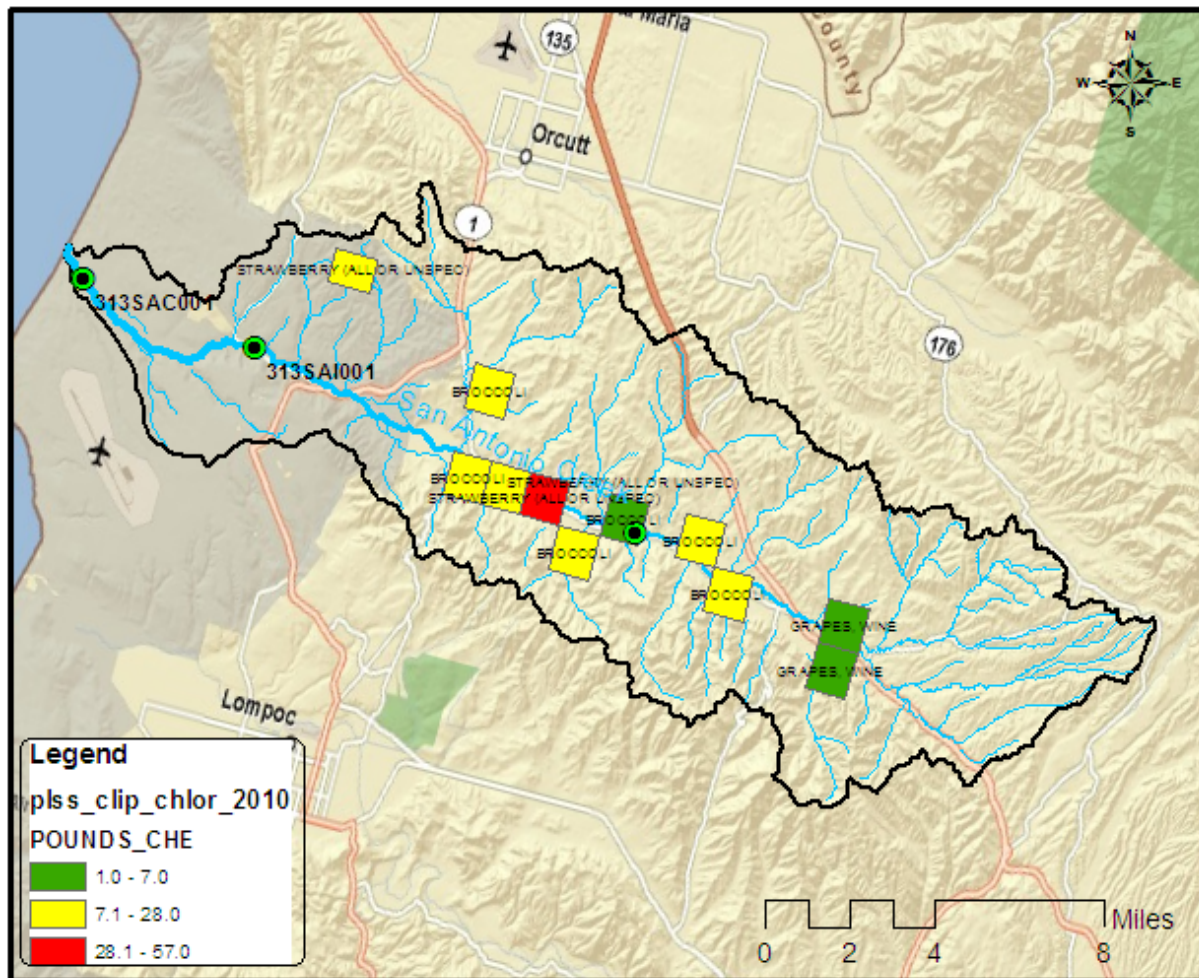 135
Maria
County
N
W
E
S
Orcutt
1
STRAWBERRY (ALL OR UNSPEC)
313SAC001
176
313SAI001
BROCCOLI
San Antonio Creek
BROCCOLI
STRAWBERRY (ALL OR UNSPEC)
STRAWBERRY (ALL OR UNSPEC)
BROCCOLI
BROCCOLI
BROCCOLI
BROCCOLI
GRAPES, WINE
GRAPES, WINE
Lompoc
Legend
plss_clip_chlor_2010
POUNDS_CHE
1.0 - 7.0
7.1 - 28.0
28.1 - 57.0
Miles
0 2 4 8